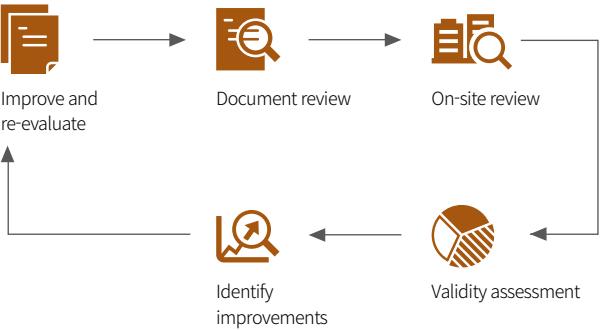 Improve and
re-evaluate
Document review
On-site review
Identify
improvements
Validity assessment